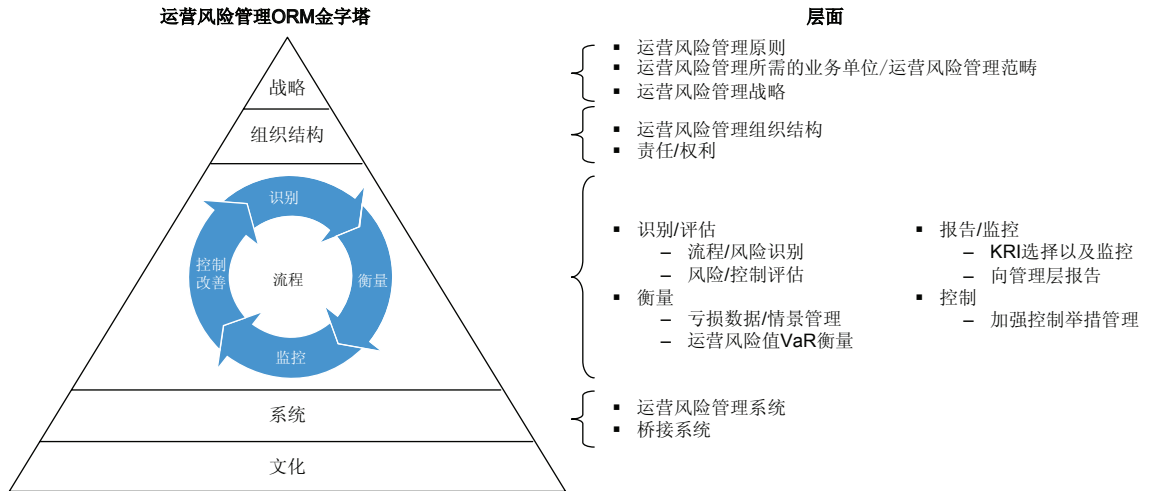 运营风险管理ORM金字塔
层面
战略
组织结构
识别
衡量
监控
控制
改善
流程
系统
文化
▪ 运营风险管理原则
▪ 运营风险管理所需的业务单位/运营风险管理范畴
▪ 运营风险管理战略
▪ 运营风险管理组织结构
▪ 责任/权利
▪ 识别/评估
– 流程/风险识别
– 风险/控制评估
▪ 衡量
– 亏损数据/情景管理
– 运营风险值VaR衡量
▪ 报告/监控
– KRI选择以及监控
– 向管理层报告
▪ 控制
– 加强控制举措管理
▪ 运营风险管理系统
▪ 桥接系统